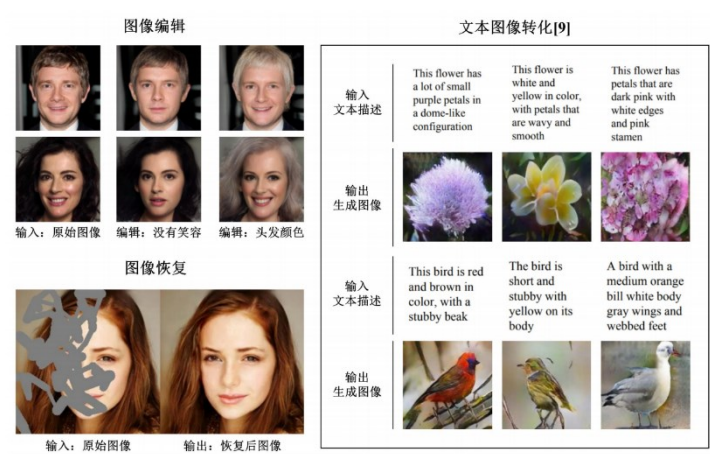 图像编辑
输入：原始图像
编辑：没有笑容
编辑：头发颜色
图像恢复
输入：原始图像
输出：恢复后图像
文本图像转化[9]
输入
文本描述
This flower has
a lot of small
purple petals in
a dome-like
configuration
This flower is
white and
yellow in color,
with petals that
are wavy and
smooth
This flower has
petals that are
dark pink with
white edges
and pink
stamen
输出
生成图像
输入
文本描述
This bird is red
and brown in
color, with a
stubby beak
The bird is
short and
stubby with
yellow on its
body
A bird with a
medium orange
bill white body
gray wings and
webbed feet
输出
生成图像